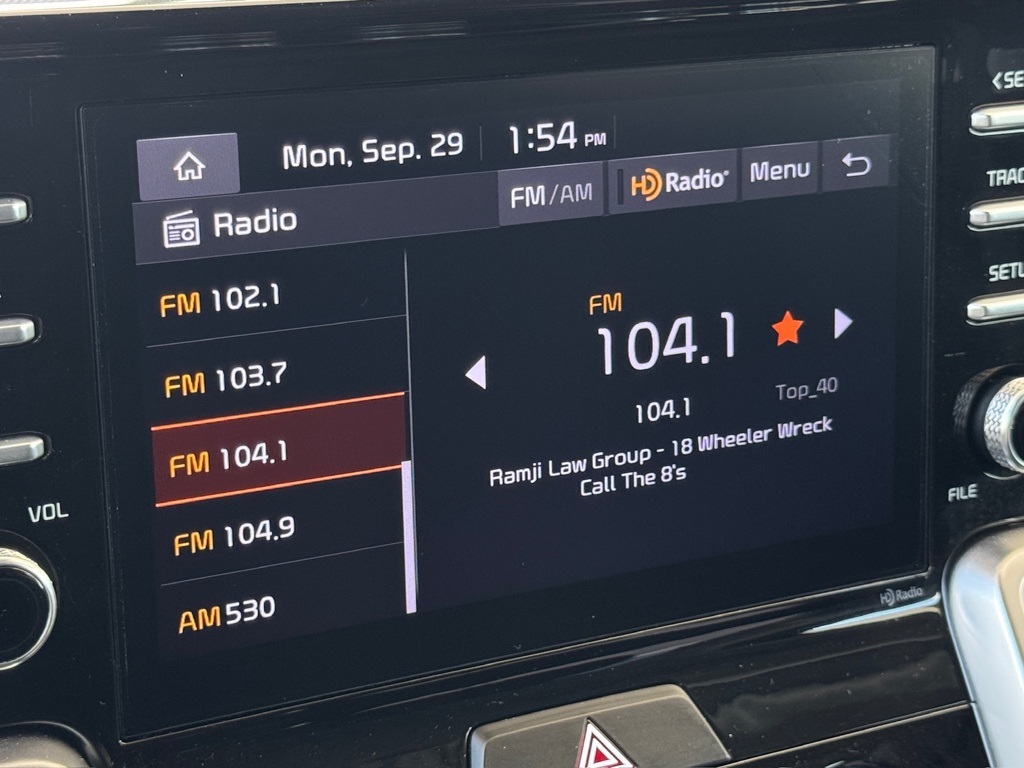 Mon, Sep. 29 1:54 PM
Radio FM/AM HD Radio Menu
FM 102.1
FM 103.7
FM 104.1
FM 104.9
AM 530
FM
104.1
104.1 Top_40
Ramji Law Group - 18 Wheeler Wreck
Call The 8's
HD Radio
VOL
FILE